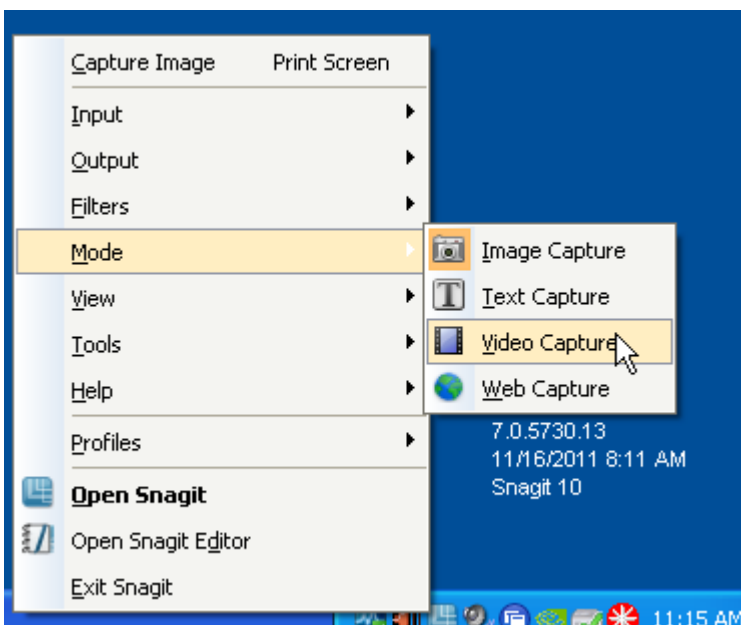 Capture Image Print Screen
Input
Output
Filters
Mode
View
Tools
Help
Profiles
Open Snagit
Open Snagit Editor
Exit Snagit
Image Capture
T Text Capture
Video Capture
Web Capture
7.0.5730.13
11/16/2011 8:11 AM
Snagit 10
11:15 AM